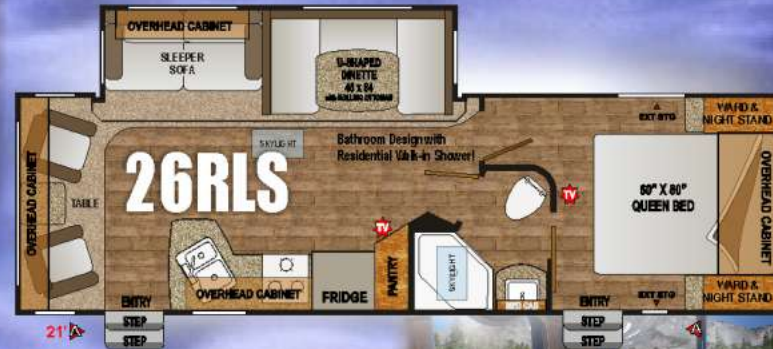 OVERHEAD CABINET
SLEEPER
SOFA
U-SHAPED
DINETTE
40 x 84
OVERHEAD CABINET
TABLE
26RLS
SKYLIGHT
Bathroom Design with
Residential Walk-in Shower!
TV
TV
EXT STG
WARD &
NIGHT STAND
60" X 80"
QUEEN BED
OVERHEAD CABINET
OVERHEAD CABINET
FRIDGE
PANTRY
SKYLIGHT
EXT STG
WARD &
NIGHT STAND
ENTRY
STEP
STEP
ENTRY
STEP
STEP
21'